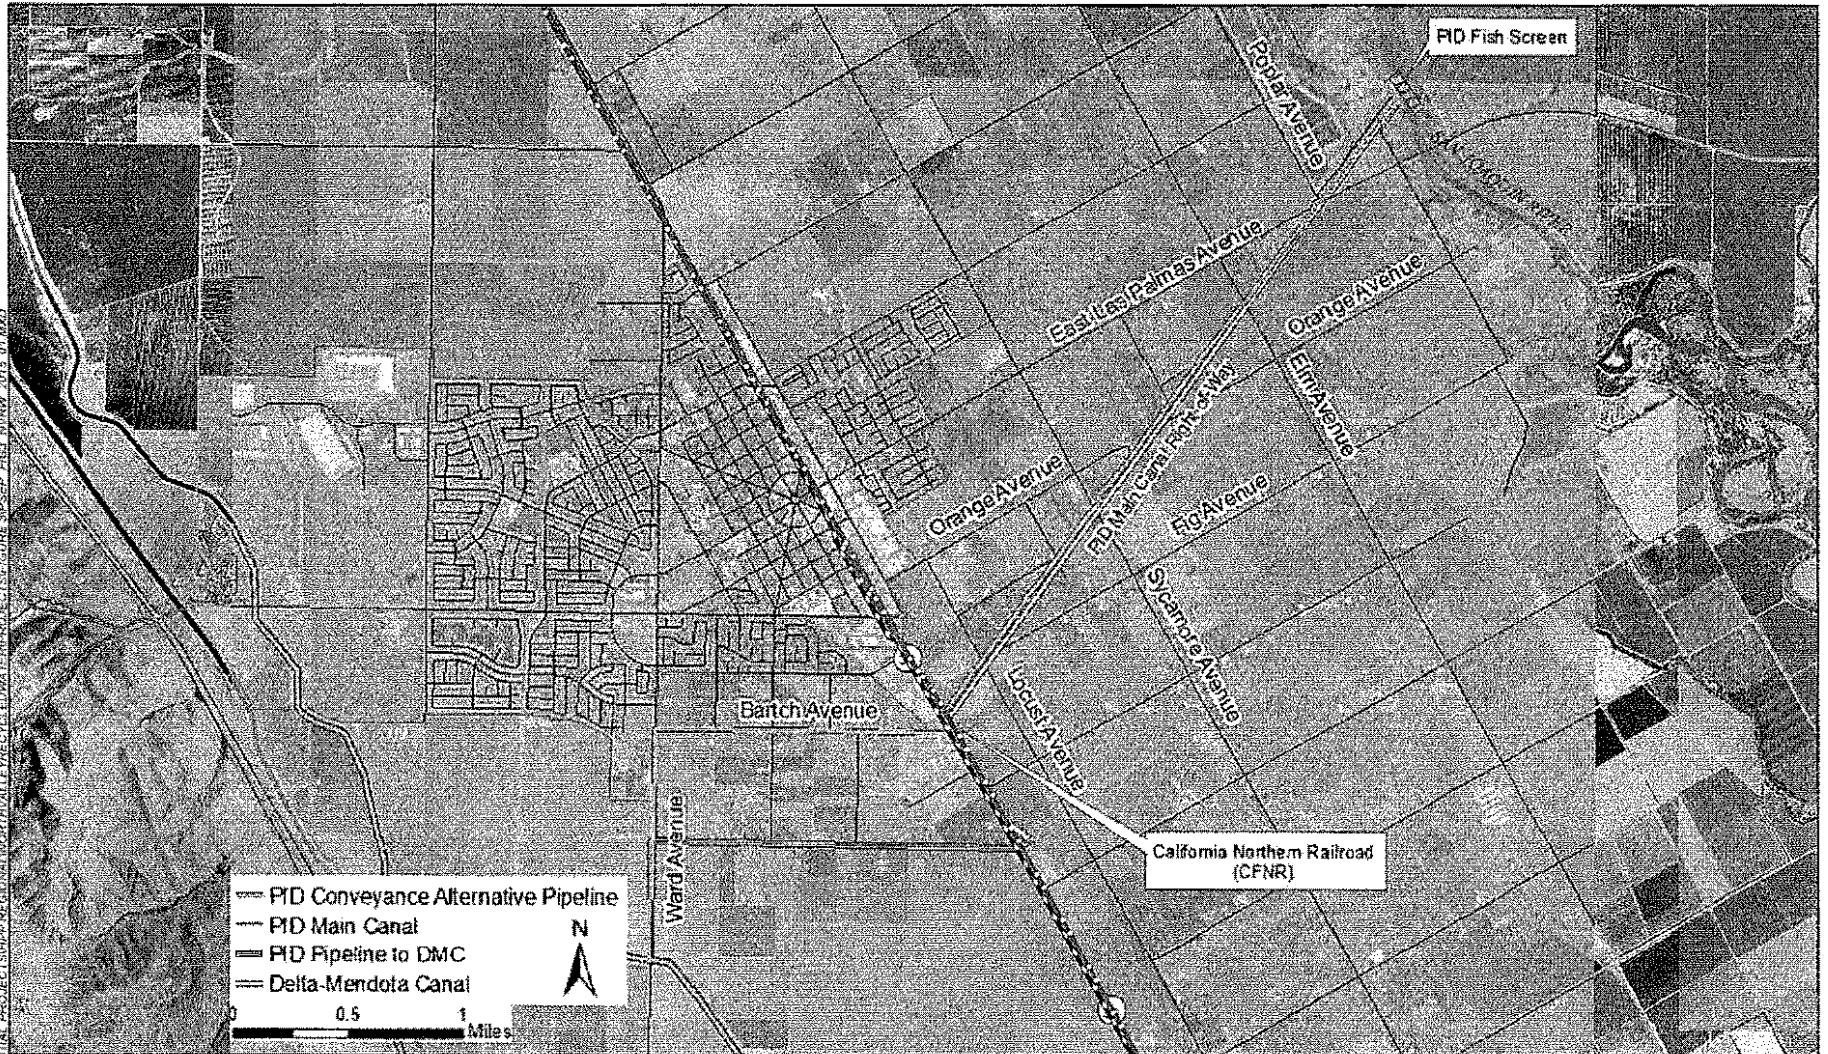 PID Fish Screen
Poplar Avenue
SAN JOAQUIN RIVER
East Las Palmas Avenue
Orange Avenue
Elm Avenue
PID Main Canal Right-of-Way
Orange Avenue
Fig Avenue
Sycamore Avenue
Locust Avenue
Bartch Avenue
Ward Avenue
California Northern Railroad
(CFNR)
PID Conveyance Alternative Pipeline
PID Main Canal
PID Pipeline to DMC
Delta-Mendota Canal
N
0 0.5 1
Miles